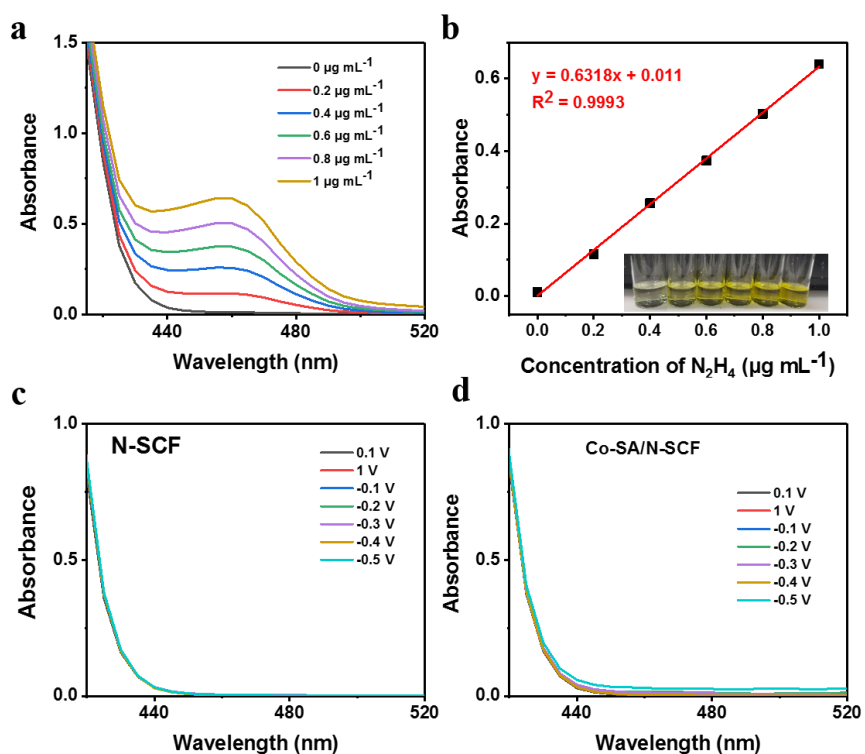 a
1.5
1.0
0.5
0.0
Absorbance
440
480
520
Wavelength (nm)
0 µg mL-1
0.2 µg mL-1
0.4 µg mL-1
0.6 µg mL-1
0.8 µg mL-1
1 µg mL-1
b
0.6
0.4
0.2
0.0
Absorbance
y = 0.6318x + 0.011
R2 = 0.9993
0.0
0.2
0.4
0.6
0.8
1.0
Concentration of N2H4 (µg mL-1)
c
1.0
0.5
0.0
Absorbance
N-SCF
0.1 V
1 V
-0.1 V
-0.2 V
-0.3 V
-0.4 V
-0.5 V
440
480
520
Wavelength (nm)
d
1.0
0.5
0.0
Absorbance
Co-SA/N-SCF
0.1 V
1 V
-0.1 V
-0.2 V
-0.3 V
-0.4 V
-0.5 V
440
480
520
Wavelength (nm)